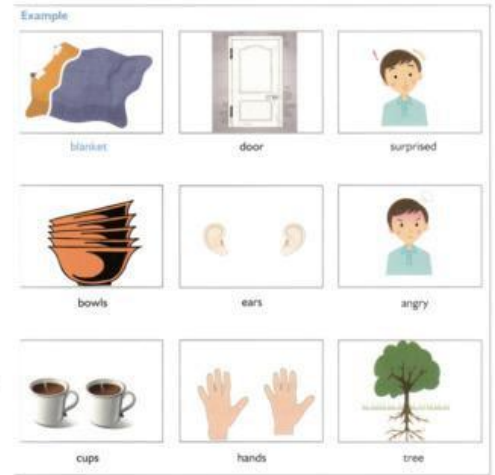 Example
blanket
door
surprised
bowls
ears
angry
cups
hands
tree